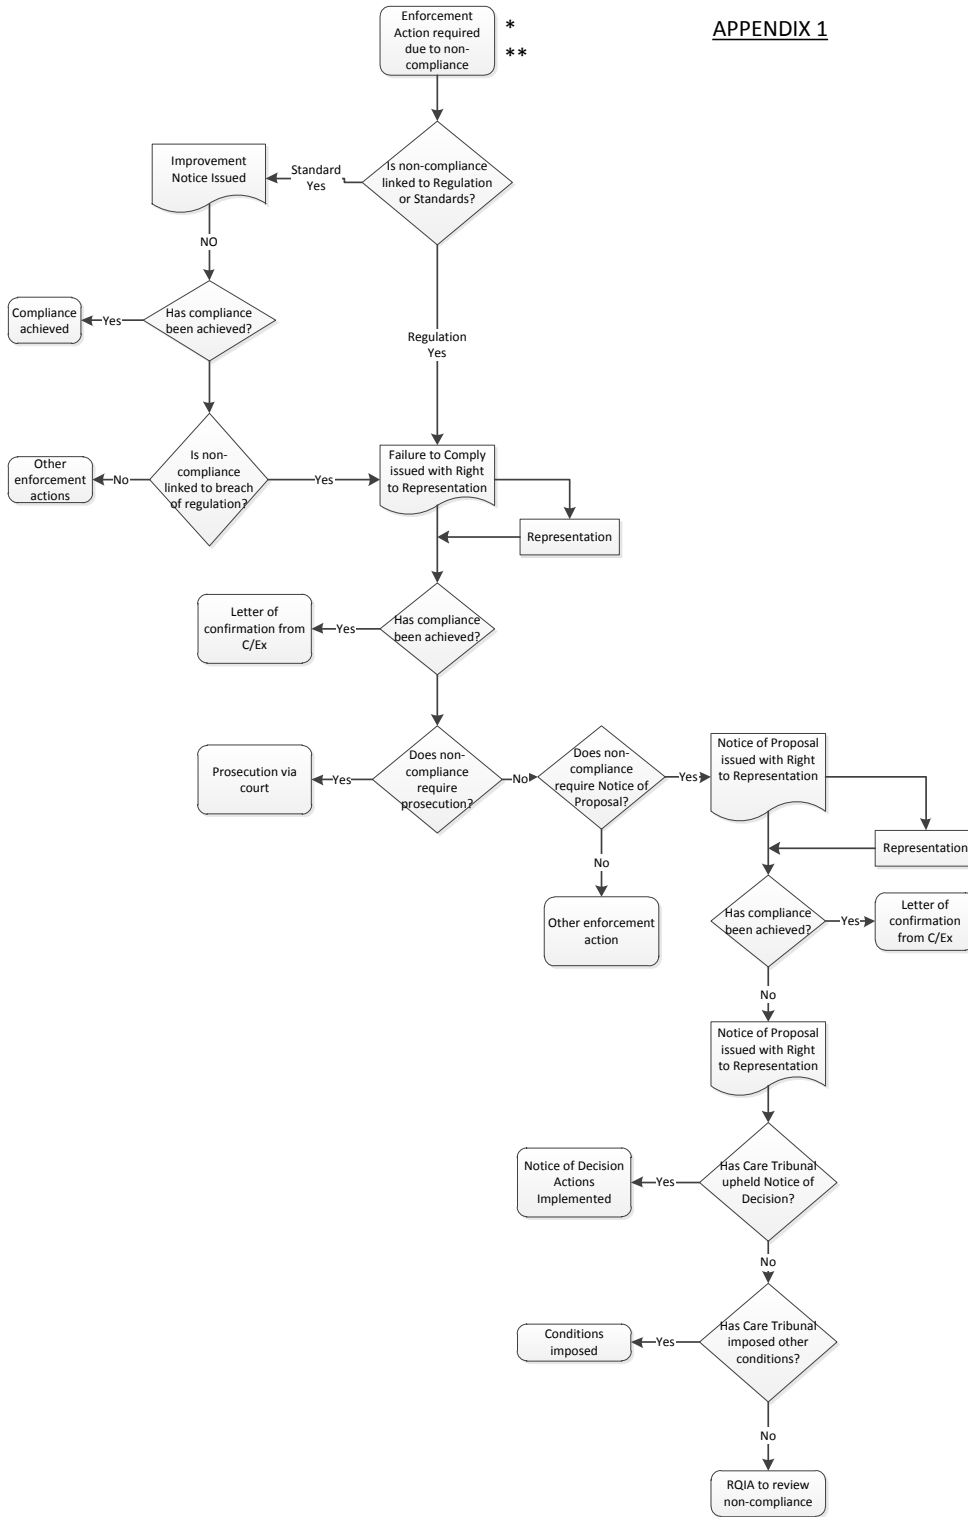 APPENDIX 1
Enforcement
Action required
due to non-
compliance
*
**
Is non-compliance
linked to Regulation
or Standards?
Standard
Yes
Improvement
Notice Issued
NO
Has compliance
been achieved?
Yes
Compliance
achieved
Regulation
Yes
Is non-
compliance
linked to breach
of regulation?
No
Other
enforcement
actions
Yes
Failure to Comply
issued with Right
to Representation
Representation
Has compliance
been achieved?
Yes
Letter of
confirmation from
C/Ex
Does non-
compliance
require
prosecution?
Yes
Prosecution via
court
No
Does non-
compliance
require Notice of
Proposal?
Yes
Notice of Proposal
issued with Right
to Representation
Representation
No
Other enforcement
action
Has compliance
been achieved?
Yes
Letter of
confirmation
from C/Ex
No
Notice of Proposal
issued with Right
to Representation
Has Care Tribunal
upheld Notice of
Decision?
Yes
Notice of Decision
Actions
Implemented
No
Has Care Tribunal
imposed other
conditions?
Yes
Conditions
imposed
No
RQIA to review
non-compliance